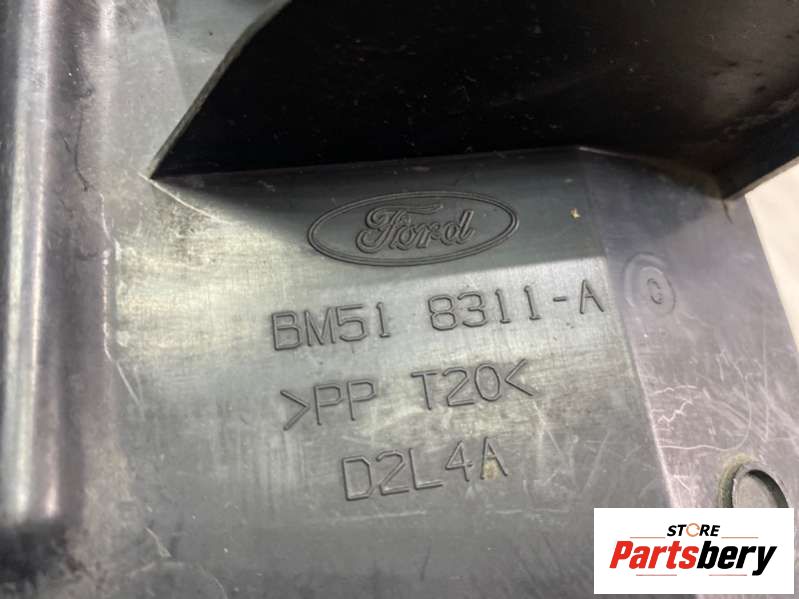 Ford
BM51 8311-A
C
>PP T20<
D2L4A
STORE
Partsbery